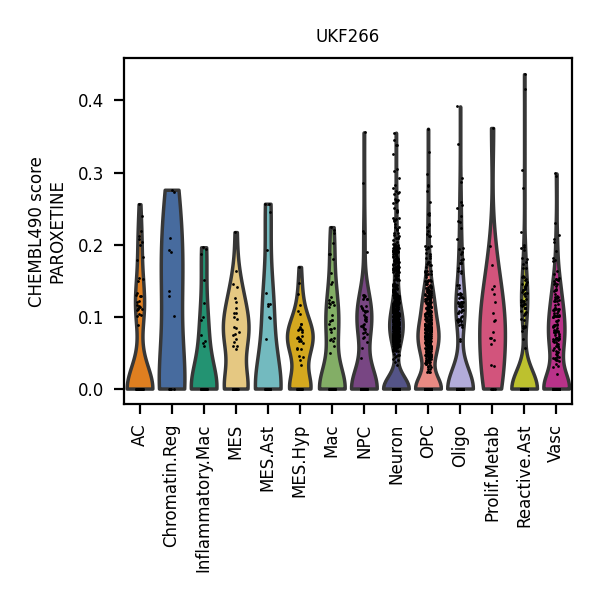 UKF266
CHEMBL490 score
PAROXETINE
0.4
0.3
0.2
0.1
0.0
AC
Chromatin.Reg
Inflammatory.Mac
MES
MES.Ast
MES.Hyp
Mac
NPC
Neuron
OPC
Oligo
Prolif.Metab
Reactive.Ast
Vasc